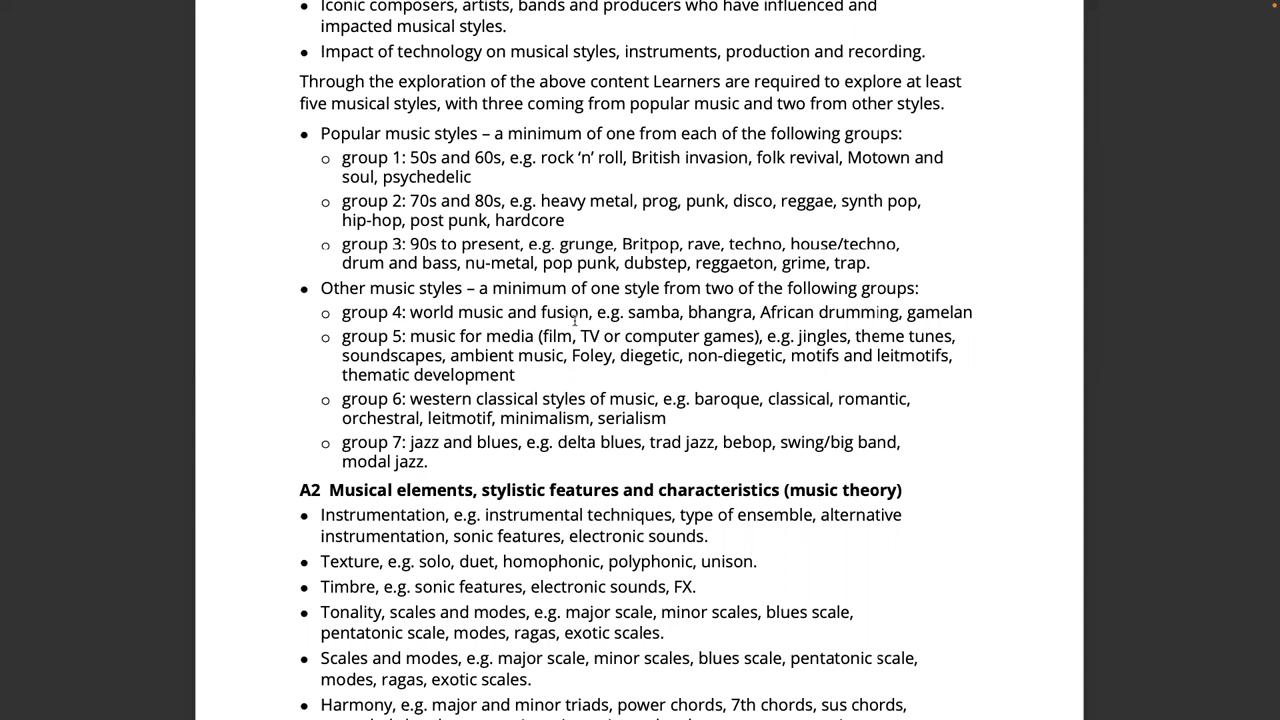 • Iconic composers, artists, bands and producers who have influenced and
impacted musical styles.
• Impact of technology on musical styles, instruments, production and recording.
Through the exploration of the above content Learners are required to explore at least
five musical styles, with three coming from popular music and two from other styles.
• Popular music styles – a minimum of one from each of the following groups:
o group 1: 50s and 60s, e.g. rock ‘n’ roll, British invasion, folk revival, Motown and
soul, psychedelic
o group 2: 70s and 80s, e.g. heavy metal, prog, punk, disco, reggae, synth pop,
hip-hop, post punk, hardcore
o group 3: 90s to present, e.g. grunge, Britpop, rave, techno, house/techno,
drum and bass, nu-metal, pop punk, dubstep, reggaeton, grime, trap.
• Other music styles – a minimum of one style from two of the following groups:
o group 4: world music and fusion, e.g. samba, bhangra, African drumming, gamelan
o group 5: music for media (film, TV or computer games), e.g. jingles, theme tunes,
soundscapes, ambient music, Foley, diegetic, non-diegetic, motifs and leitmotifs,
thematic development
o group 6: western classical styles of music, e.g. baroque, classical, romantic,
orchestral, leitmotif, minimalism, serialism
o group 7: jazz and blues, e.g. delta blues, trad jazz, bebop, swing/big band,
modal jazz.
A2 Musical elements, stylistic features and characteristics (music theory)
• Instrumentation, e.g. instrumental techniques, type of ensemble, alternative
instrumentation, sonic features, electronic sounds.
• Texture, e.g. solo, duet, homophonic, polyphonic, unison.
• Timbre, e.g. sonic features, electronic sounds, FX.
• Tonality, scales and modes, e.g. major scale, minor scales, blues scale,
pentatonic scale, modes, ragas, exotic scales.
• Scales and modes, e.g. major scale, minor scales, blues scale, pentatonic scale,
modes, ragas, exotic scales.
• Harmony, e.g. major and minor triads, power chords, 7th chords, sus chords,